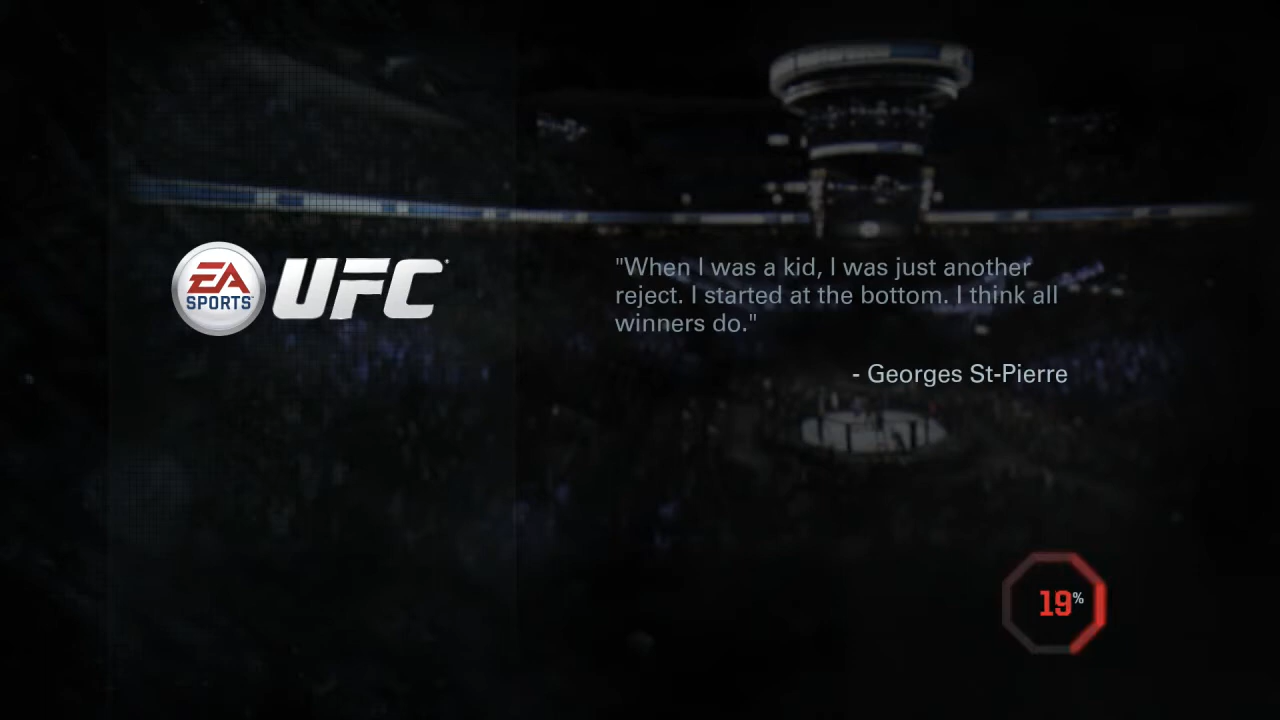 EA
SPORTS
UFC
"When I was a kid, I was just another
reject. I started at the bottom. I think all
winners do."
- Georges St-Pierre
19%